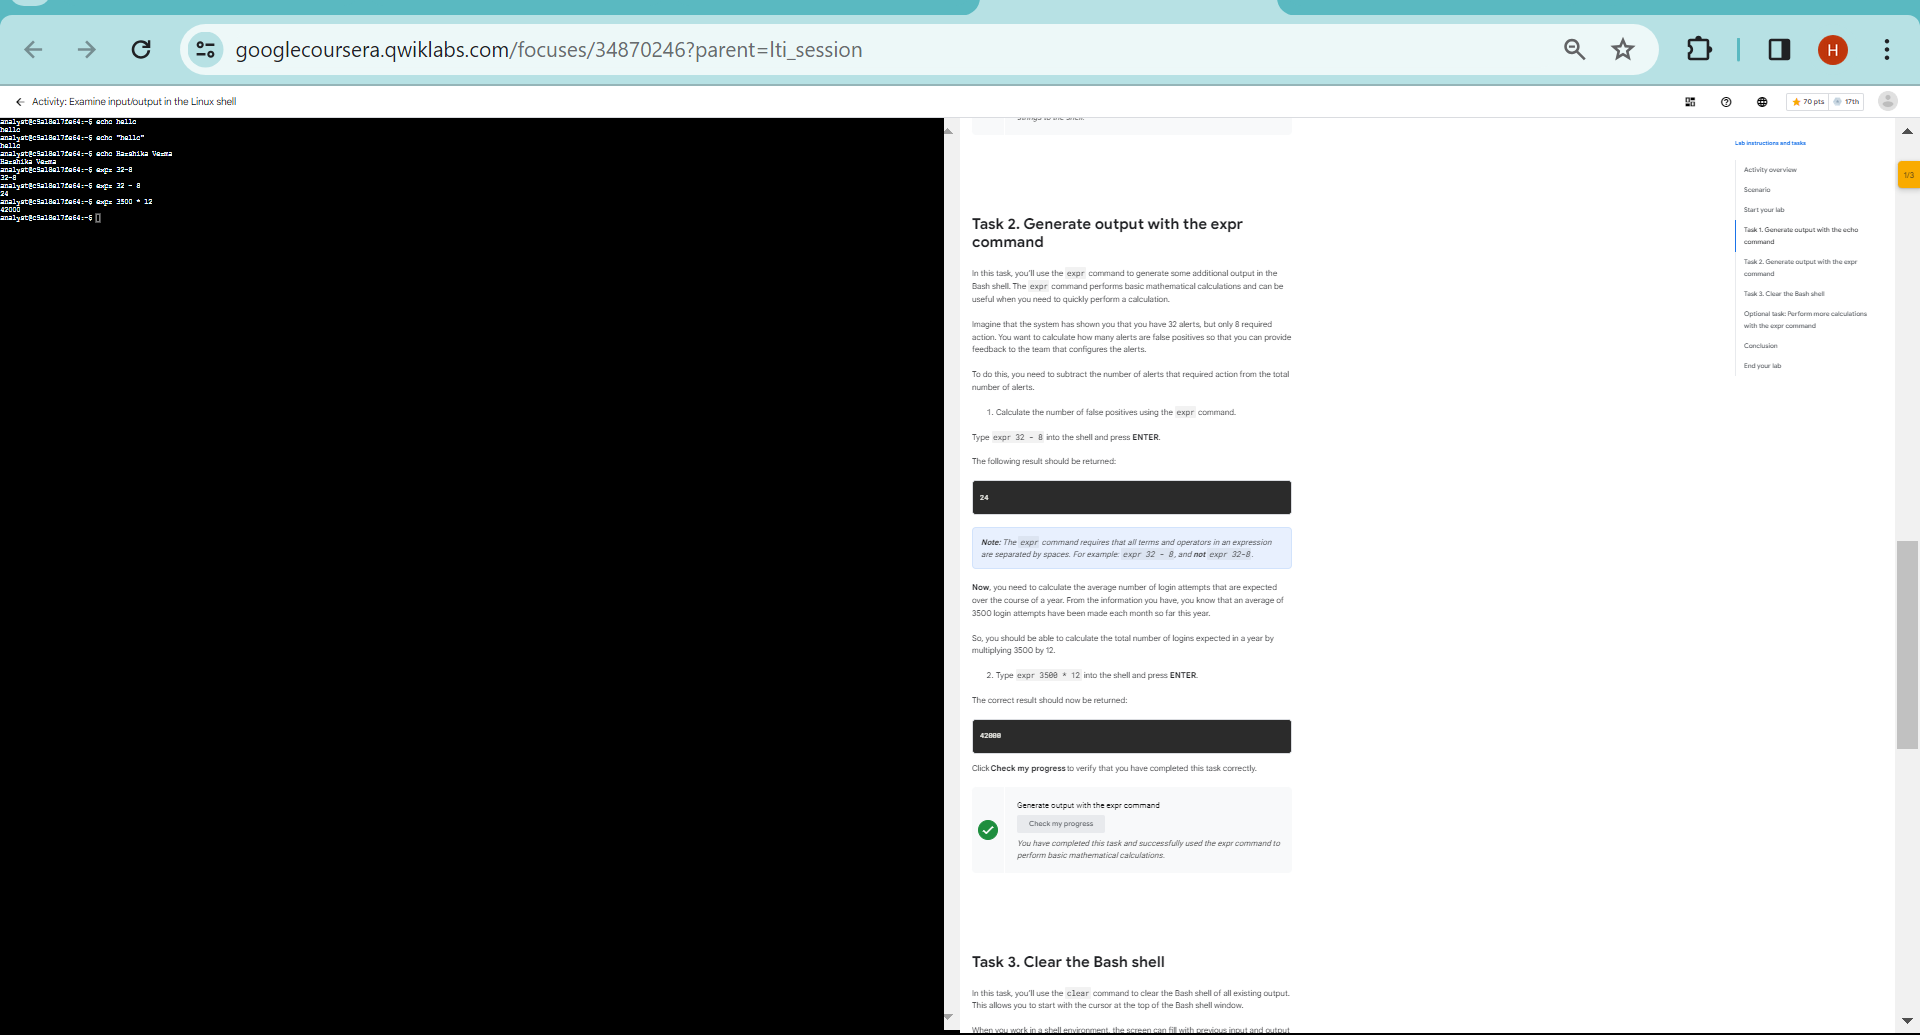 googlecoursera.qwiklabs.com/focuses/34870246?parent=lti_session
H
Activity: Examine input/output in the Linux shell
70 pts
17th
analyst@c5a18e17fe64:~$ echo hello
hello
analyst@c5a18e17fe64:~$ echo "hello"
hello
analyst@c5a18e17fe64:~$ echo Harshika Verma
Harshika Verma
analyst@c5a18e17fe64:~$ expr 32-8
32-8
analyst@c5a18e17fe64:~$ expr 32 - 8
24
analyst@c5a18e17fe64:~$ expr 3500 * 12
42000
analyst@c5a18e17fe64:~$
strings to the shell.
Task 2. Generate output with the expr
command
In this task, you'll use the expr command to generate some additional output in the
Bash shell. The expr command performs basic mathematical calculations and can be
useful when you need to quickly perform a calculation.
Imagine that the system has shown you that you have 32 alerts, but only 8 required
action. You want to calculate how many alerts are false positives so that you can provide
feedback to the team that configures the alerts.
To do this, you need to subtract the number of alerts that required action from the total
number of alerts.
1. Calculate the number of false positives using the expr command.
Type expr 32 - 8 into the shell and press ENTER.
The following result should be returned:
24
Note: The expr command requires that all terms and operators in an expression
are separated by spaces. For example: expr 32 - 8, and not expr 32-8.
Now, you need to calculate the average number of login attempts that are expected
over the course of a year. From the information you have, you know that an average of
3500 login attempts have been made each month so far this year.
So, you should be able to calculate the total number of logins expected in a year by
multiplying 3500 by 12.
2. Type expr 3500 * 12 into the shell and press ENTER.
The correct result should now be returned:
42000
Click Check my progress to verify that you have completed this task correctly.
Generate output with the expr command
Check my progress
You have completed this task and successfully used the expr command to
perform basic mathematical calculations.
Task 3. Clear the Bash shell
In this task, you'll use the clear command to clear the Bash shell of all existing output.
This allows you to start with the cursor at the top of the Bash shell window.
When you work in a shell environment, the screen can fill with previous input and output
Lab instructions and tasks
Activity overview
Scenario
Start your lab
Task 1. Generate output with the echo
command
Task 2. Generate output with the expr
command
Task 3. Clear the Bash shell
Optional task: Perform more calculations
with the expr command
Conclusion
End your lab
1/3